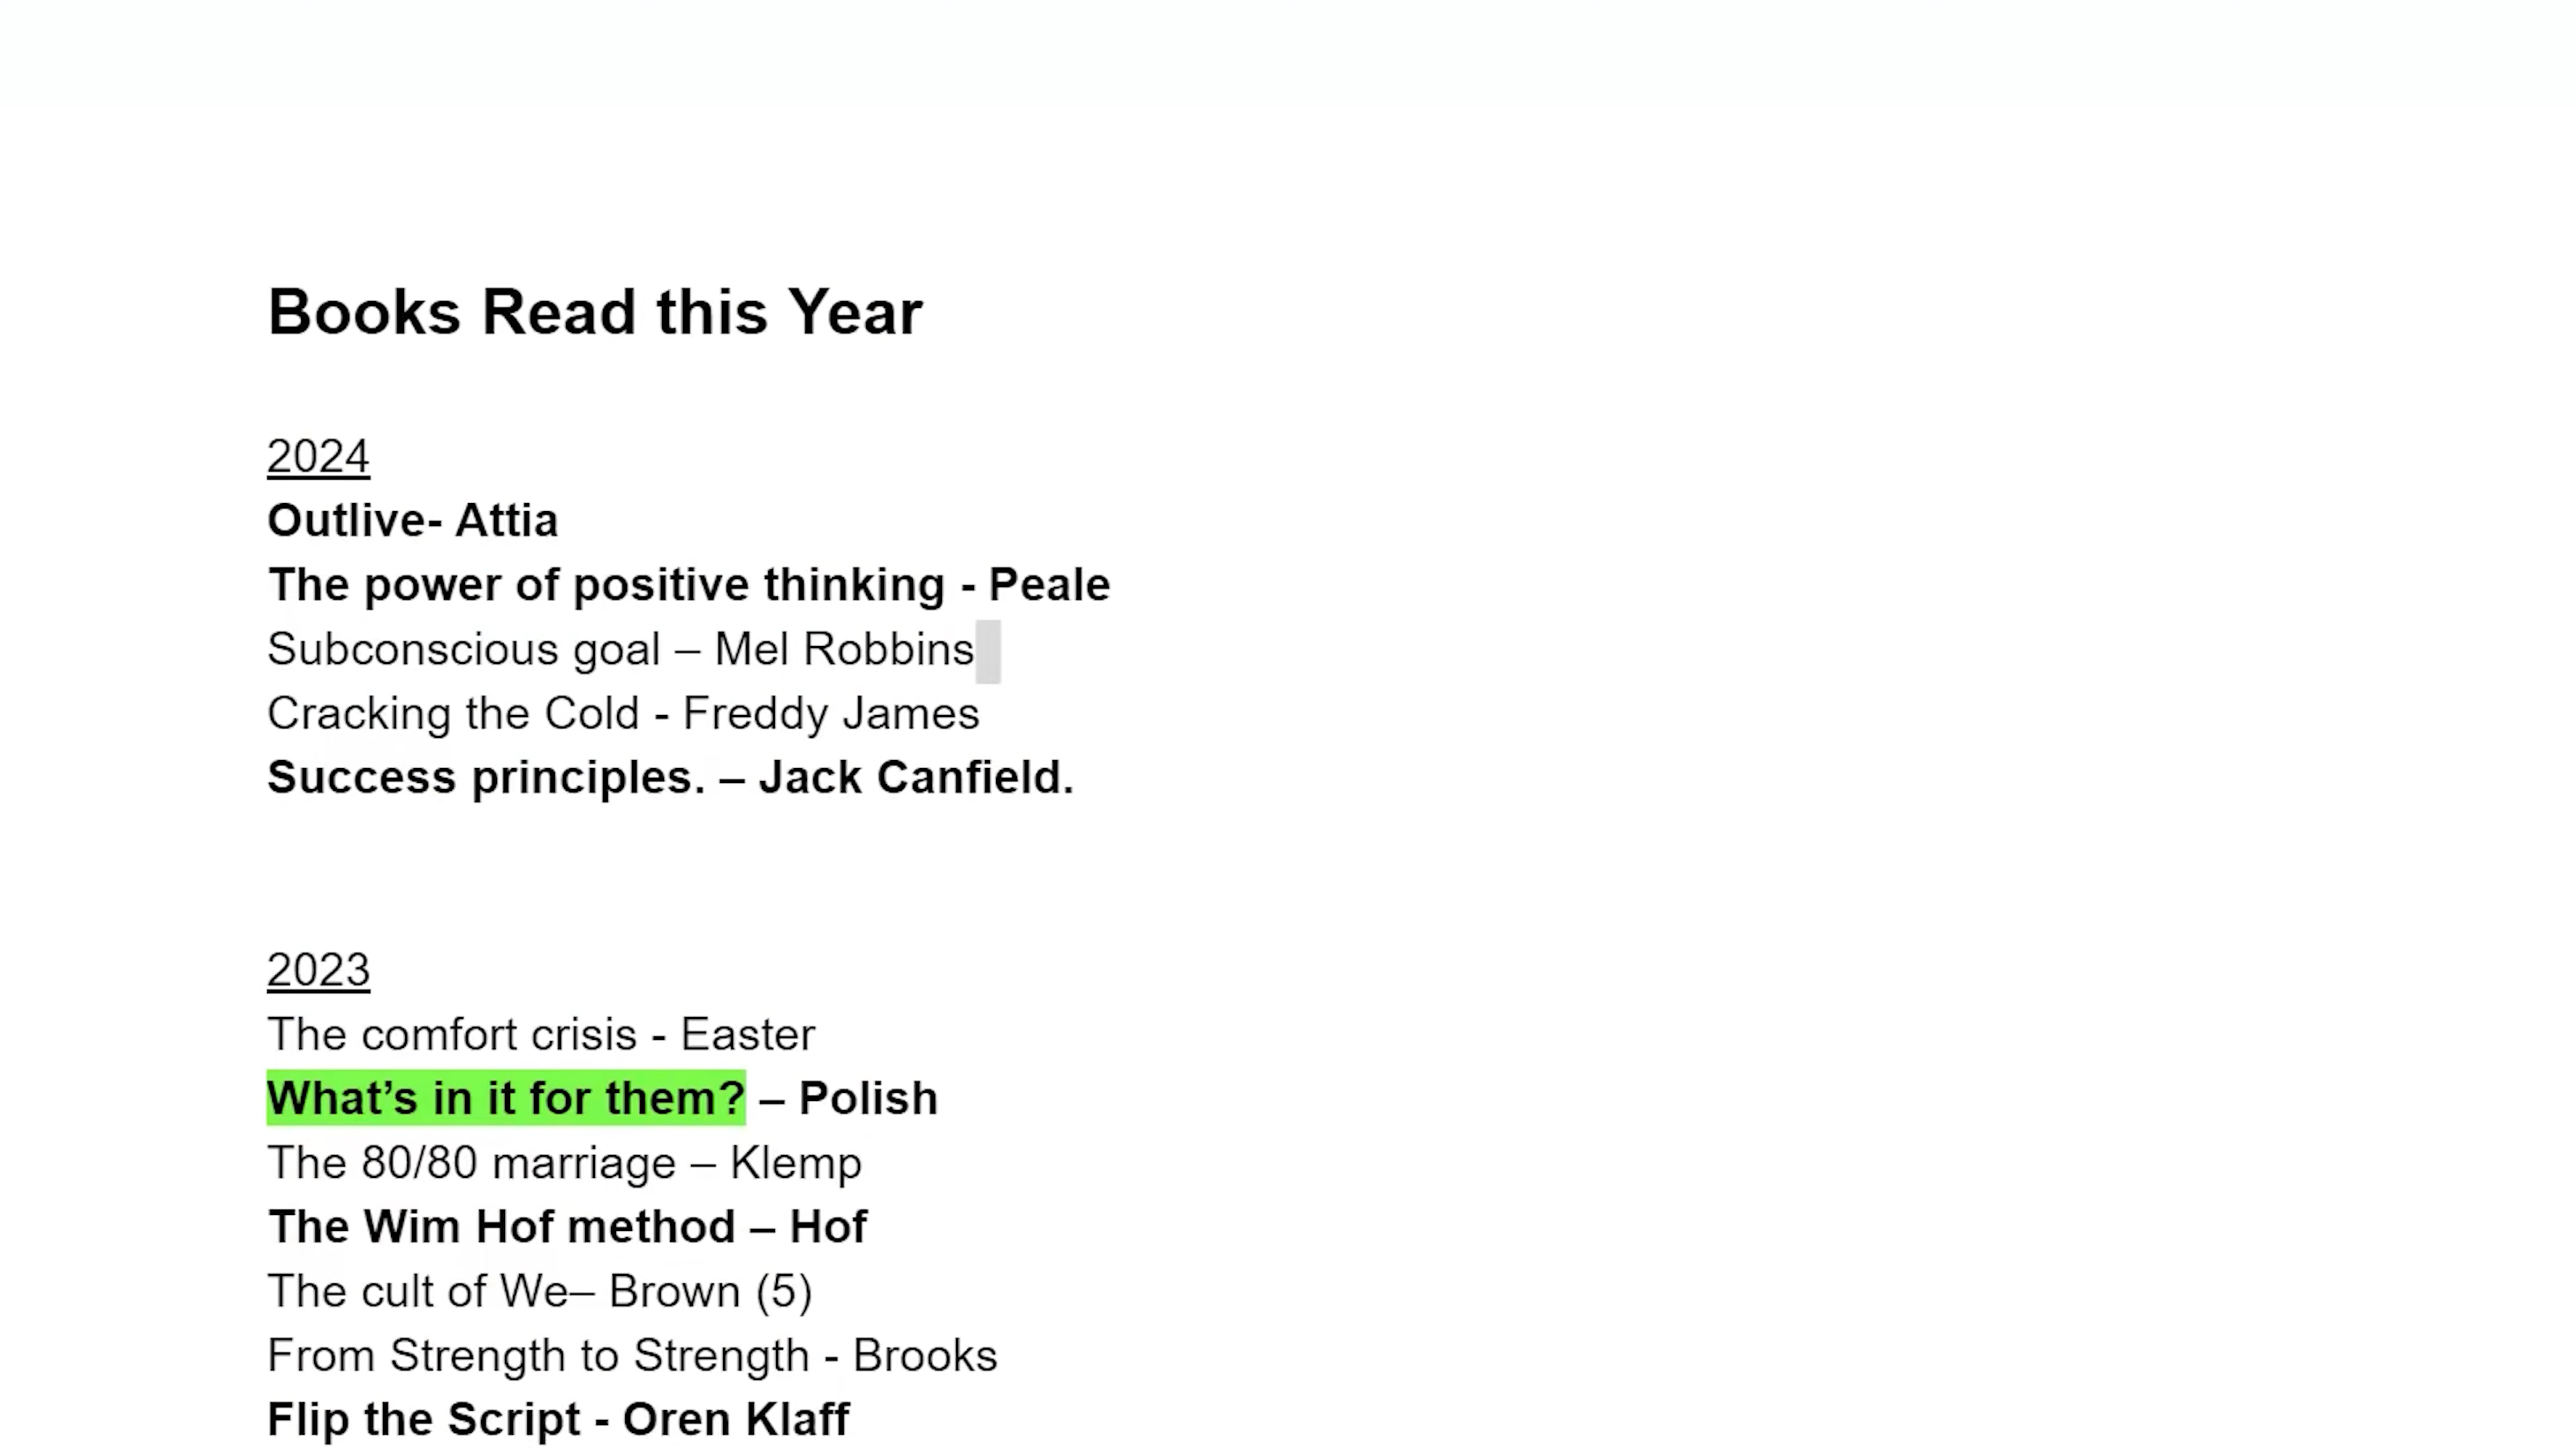 Books Read this Year
2024
Outlive- Attia
The power of positive thinking - Peale
Subconscious goal – Mel Robbins
Cracking the Cold - Freddy James
Success principles. – Jack Canfield.
2023
The comfort crisis - Easter
What’s in it for them? – Polish
The 80/80 marriage – Klemp
The Wim Hof method – Hof
The cult of We– Brown (5)
From Strength to Strength - Brooks
Flip the Script - Oren Klaff